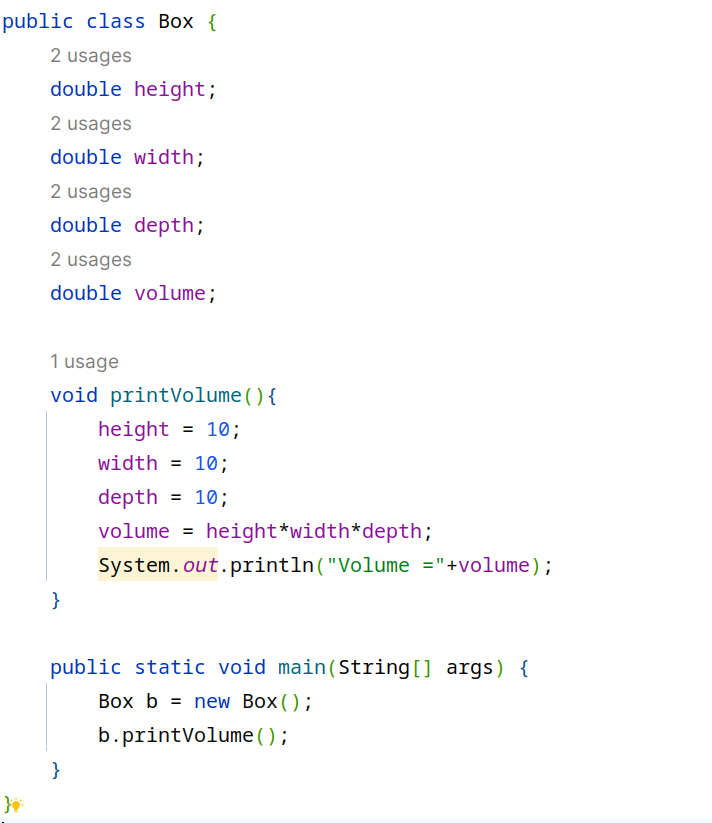 public class Box {
2 usages
double height;
2 usages
double width;
2 usages
double depth;
2 usages
double volume;
1 usage
void printVolume(){
height = 10;
width = 10;
depth = 10;
volume = height*width*depth;
System.out.println("Volume ="+volume);
}
public static void main(String[] args) {
Box b = new Box();
b.printVolume();
}
}